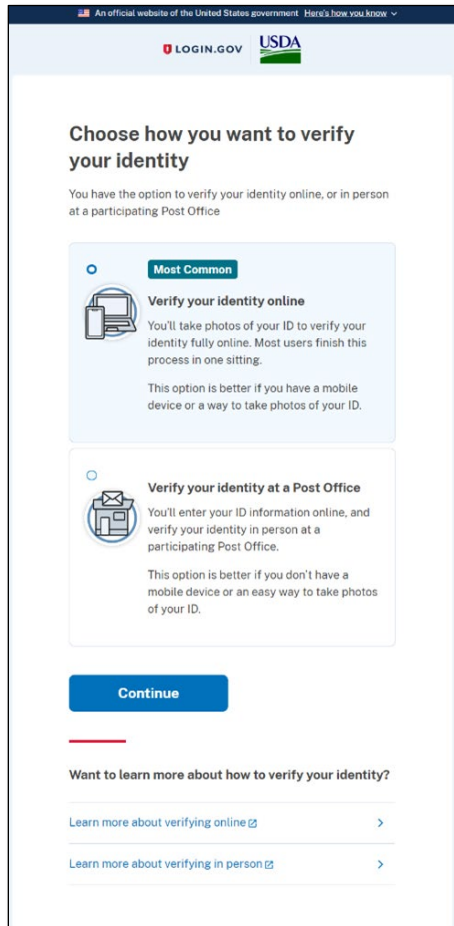 An official website of the United States government Here's how you know
LOGIN.GOV USDA
Choose how you want to verify
your identity
You have the option to verify your identity online, or in person
at a participating Post Office
Most Common
Verify your identity online
You'll take photos of your ID to verify your
identity fully online. Most users finish this
process in one sitting.
This option is better if you have a mobile
device or a way to take photos of your ID.
Verify your identity at a Post Office
You'll enter your ID information online, and
verify your identity in person at a
participating Post Office.
This option is better if you don't have a
mobile device or an easy way to take photos
of your ID.
Continue
Want to learn more about how to verify your identity?
Learn more about verifying online
Learn more about verifying in person